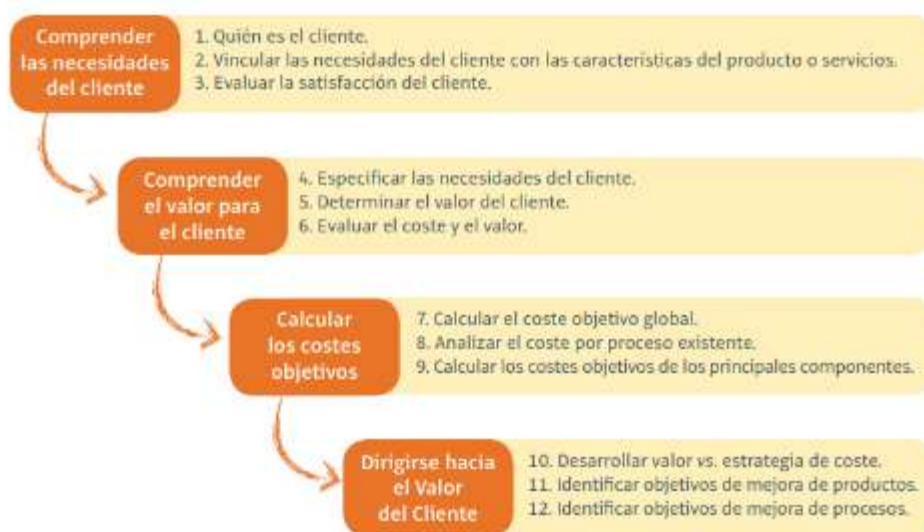 Comprender
las necesidades
del cliente
1. Quién es el cliente.
2. Vincular las necesidades del cliente con las características del producto o servicios.
3. Evaluar la satisfacción del cliente.
Comprender
el valor para
el cliente
4. Especificar las necesidades del cliente.
5. Determinar el valor del cliente.
6. Evaluar el coste y el valor.
Calcular
los costes
objetivos
7. Calcular el coste objetivo global.
8. Analizar el coste por proceso existente.
9. Calcular los costes objetivos de los principales componentes.
Dirigirse hacia
el Valor
del Cliente
10. Desarrollar valor vs. estrategia de coste.
11. Identificar objetivos de mejora de productos.
12. Identificar objetivos de mejora de procesos.